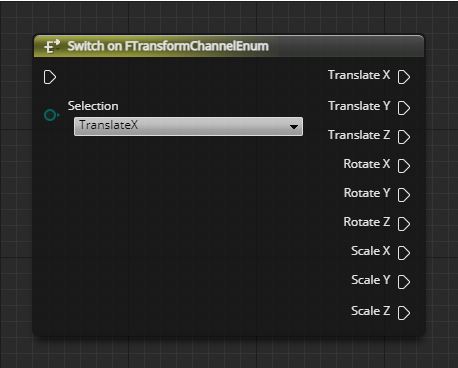 Switch on FTransformChannelEnum
Translate X
Selection
Translate Y
TranslateX
Translate Z
Rotate X
Rotate Y
Rotate Z
Scale X
Scale Y
Scale Z